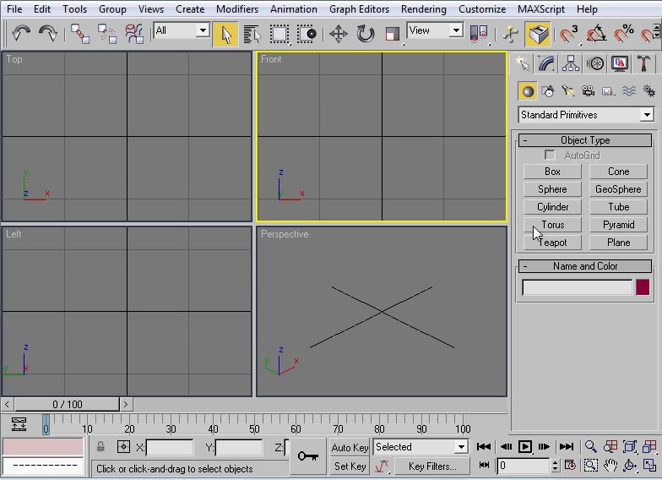 File Edit Tools Group Views Create Modifiers Animation Graph Editors Rendering Customize MAXScript Help
All
View
3
%
Top
Front
y
z
x
z
x
Standard Primitives
- Object Type
AutoGrid
Box Cone
Sphere GeoSphere
Cylinder Tube
Torus Pyramid
Teapot Plane
- Name and Color
Left
Perspective
z
y
z
y
x
< 0 / 100 >
0 10 20 30 40 50 60 70 80 90 100
X: Y: Z: Auto Key Selected
Click or click-and-drag to select objects Set Key Key Filters... 0